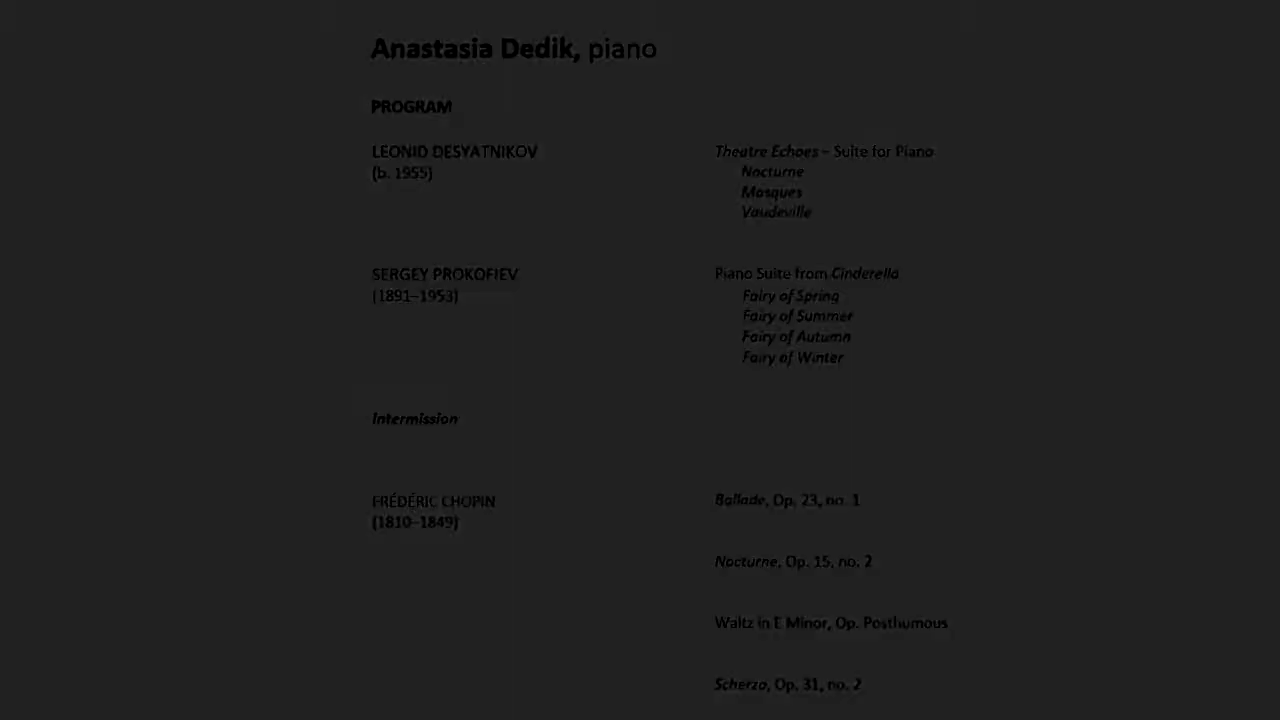 Anastasia Dedik, piano
PROGRAM
LEONID DESYATNIKOV
(b. 1955)
Theatre Echoes – Suite for Piano
Nocturne
Masques
Vaudeville
SERGEY PROKOFIEV
(1891–1953)
Piano Suite from Cinderella
Fairy of Spring
Fairy of Summer
Fairy of Autumn
Fairy of Winter
Intermission
FRÉDÉRIC CHOPIN
(1810–1849)
Ballade, Op. 23, no. 1
Nocturne, Op. 15, no. 2
Waltz in E Minor, Op. Posthumous
Scherzo, Op. 31, no. 2